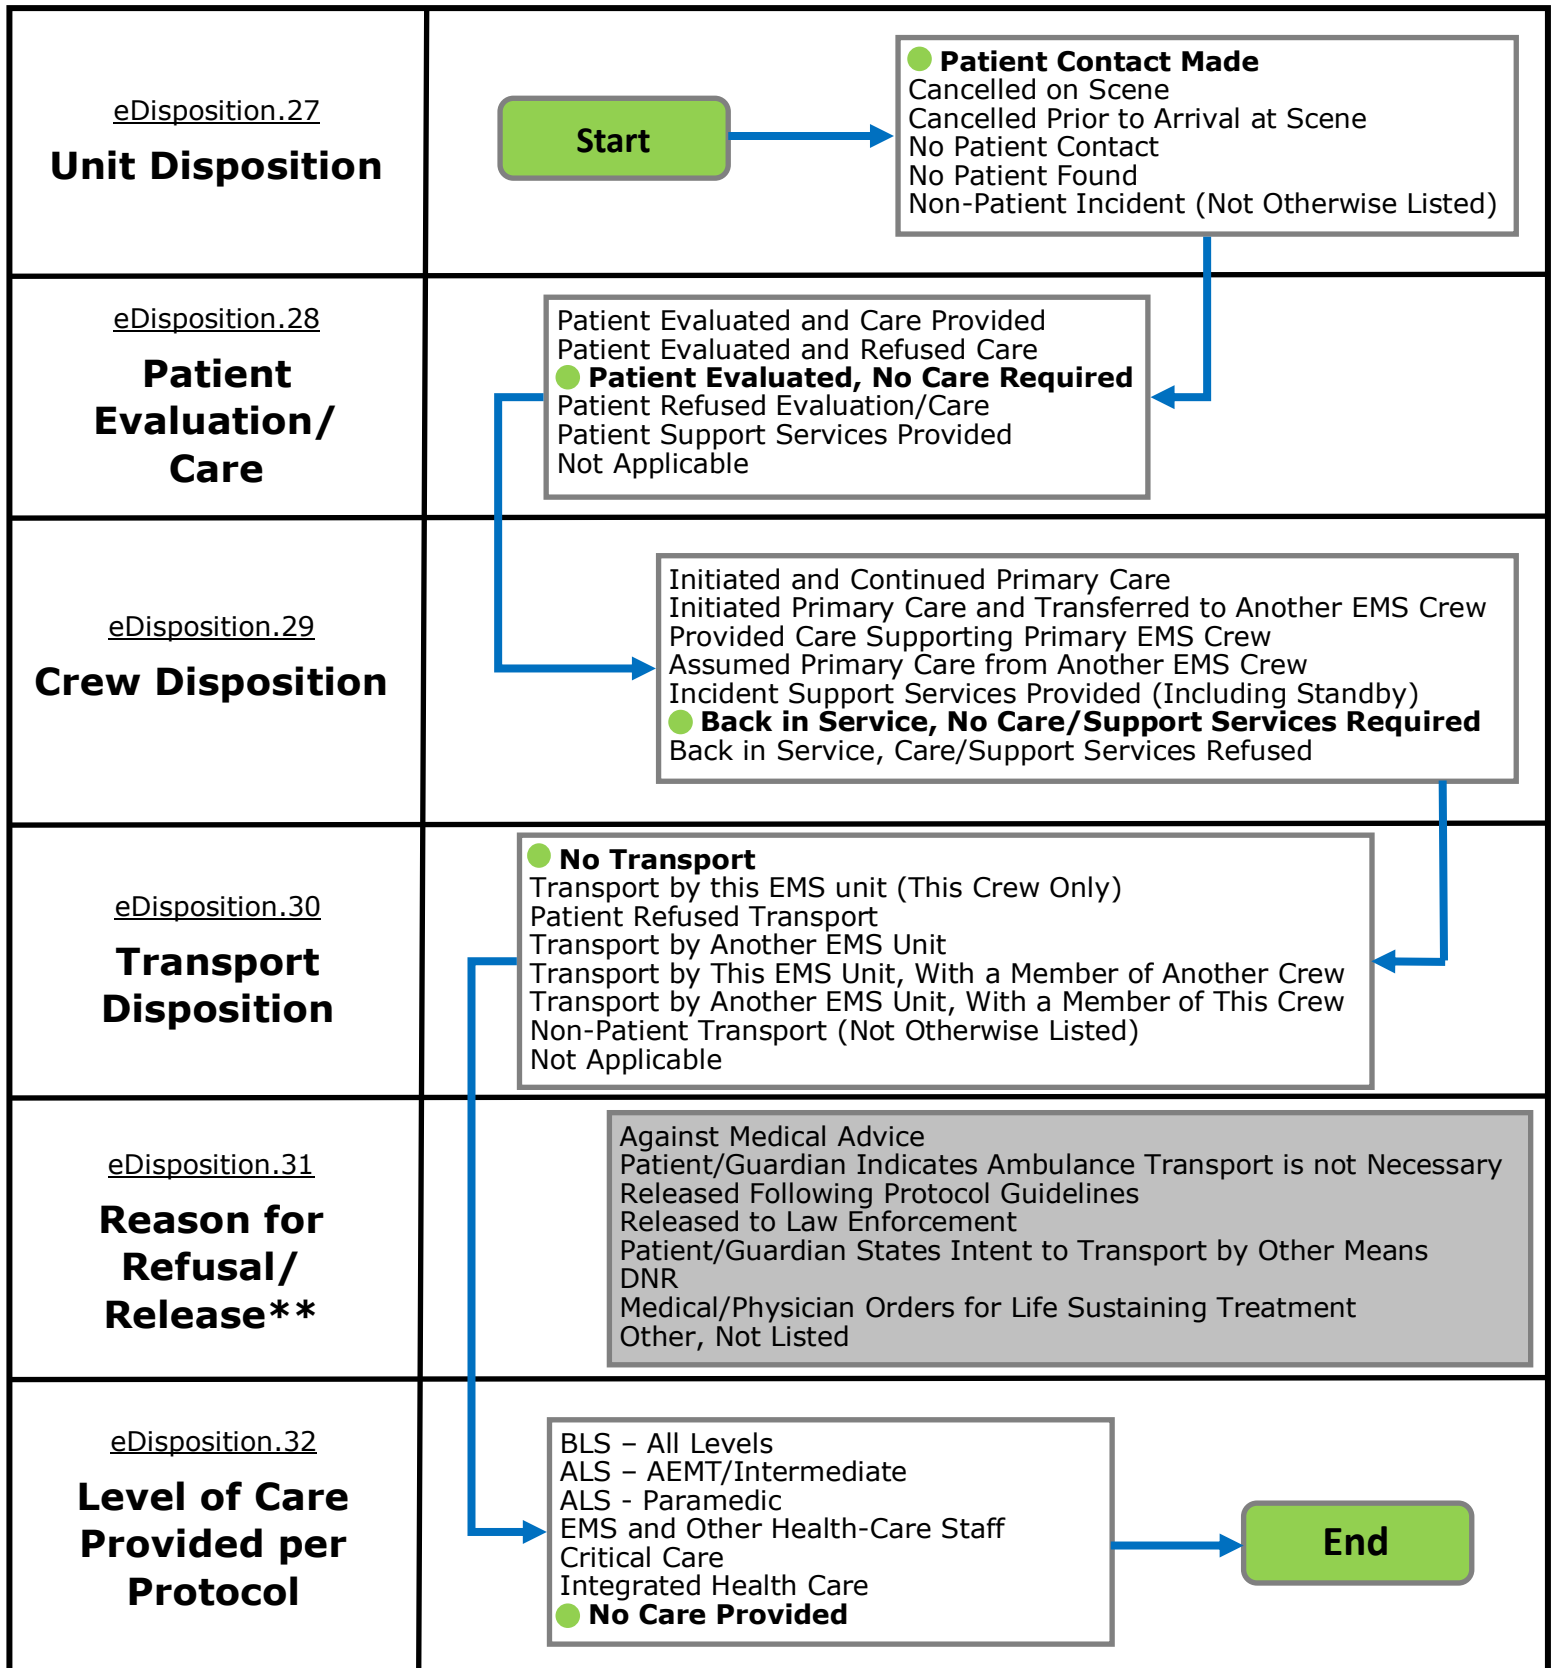 eDisposition.27
Unit Disposition
Start
Patient Contact Made
Cancelled on Scene
Cancelled Prior to Arrival at Scene
No Patient Contact
No Patient Found
Non-Patient Incident (Not Otherwise Listed)
eDisposition.28
Patient
Evaluation/
Care
Patient Evaluated and Care Provided
Patient Evaluated and Refused Care
Patient Evaluated, No Care Required
Patient Refused Evaluation/Care
Patient Support Services Provided
Not Applicable
eDisposition.29
Crew Disposition
Initiated and Continued Primary Care
Initiated Primary Care and Transferred to Another EMS Crew
Provided Care Supporting Primary EMS Crew
Assumed Primary Care from Another EMS Crew
Incident Support Services Provided (Including Standby)
Back in Service, No Care/Support Services Required
Back in Service, Care/Support Services Refused
eDisposition.30
Transport
Disposition
No Transport
Transport by this EMS unit (This Crew Only)
Patient Refused Transport
Transport by Another EMS Unit
Transport by This EMS Unit, With a Member of Another Crew
Transport by Another EMS Unit, With a Member of This Crew
Non-Patient Transport (Not Otherwise Listed)
Not Applicable
eDisposition.31
Reason for
Refusal/
Release**
Against Medical Advice
Patient/Guardian Indicates Ambulance Transport is not Necessary
Released Following Protocol Guidelines
Released to Law Enforcement
Patient/Guardian States Intent to Transport by Other Means
DNR
Medical/Physician Orders for Life Sustaining Treatment
Other, Not Listed
eDisposition.32
Level of Care
Provided per
Protocol
BLS – All Levels
ALS – AEMT/Intermediate
ALS - Paramedic
EMS and Other Health-Care Staff
Critical Care
Integrated Health Care
No Care Provided
End